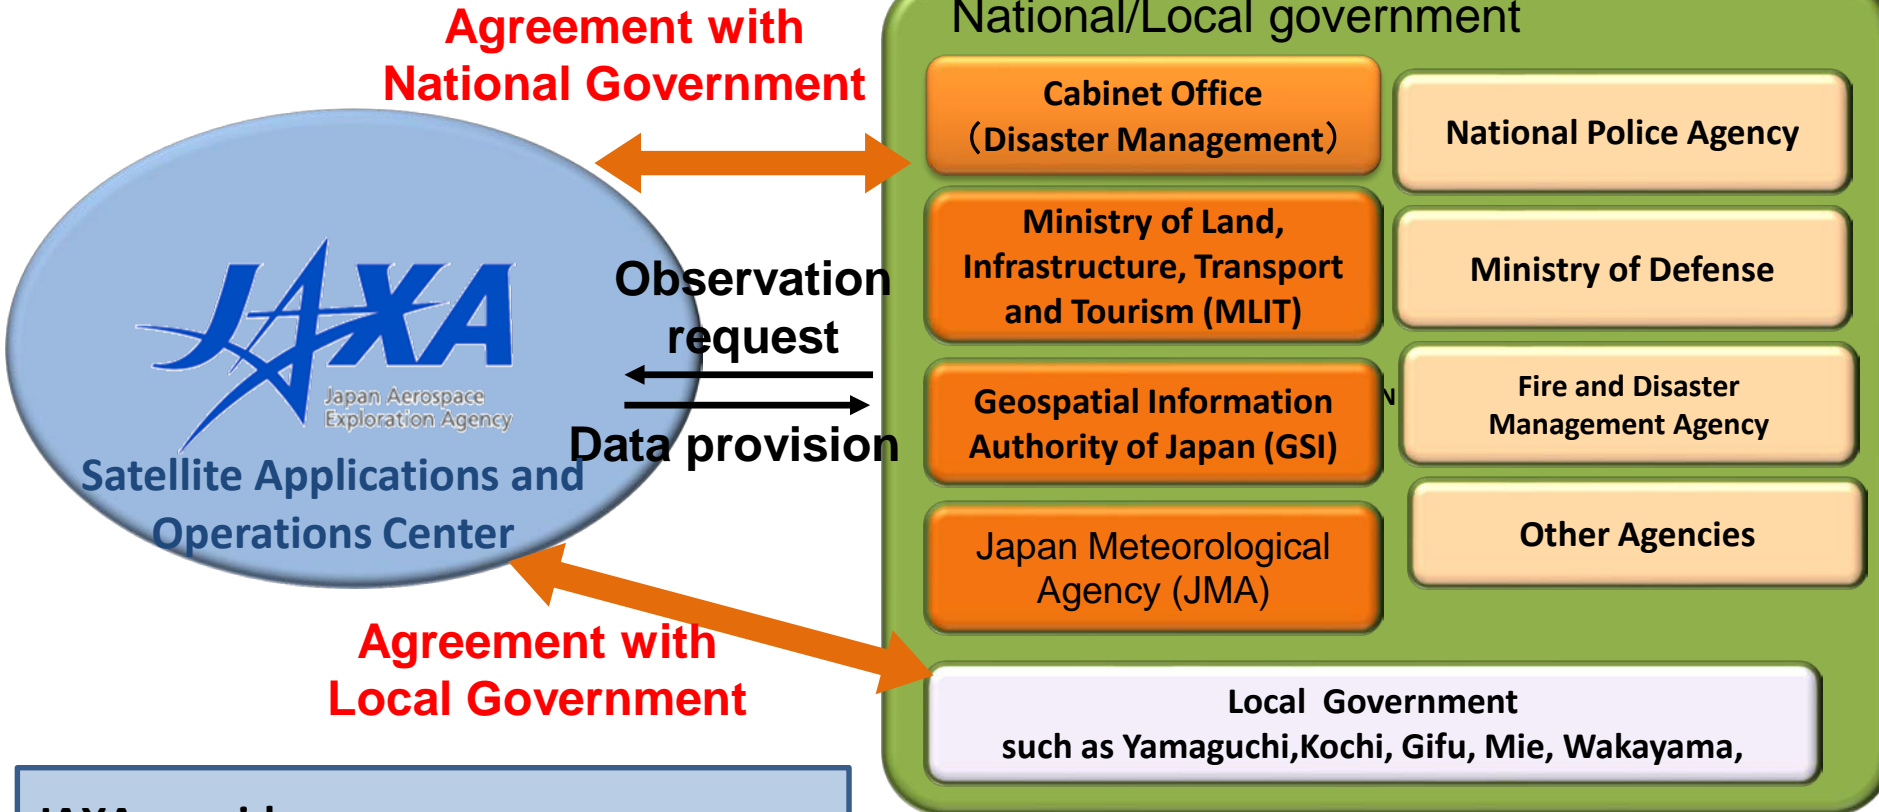 Agreement with
National Government
National/Local government
Cabinet Office
（Disaster Management）
National Police Agency
Ministry of Land,
Infrastructure, Transport
and Tourism (MLIT)
Ministry of Defense
Observation
request
JAXA
Japan Aerospace
Exploration Agency
Data provision
Satellite Applications and
Operations Center
Geospatial Information
Authority of Japan (GSI)
N
Fire and Disaster
Management Agency
Japan Meteorological
Agency (JMA)
Other Agencies
Agreement with
Local Government
Local Government
such as Yamaguchi,Kochi, Gifu, Mie, Wakayama,